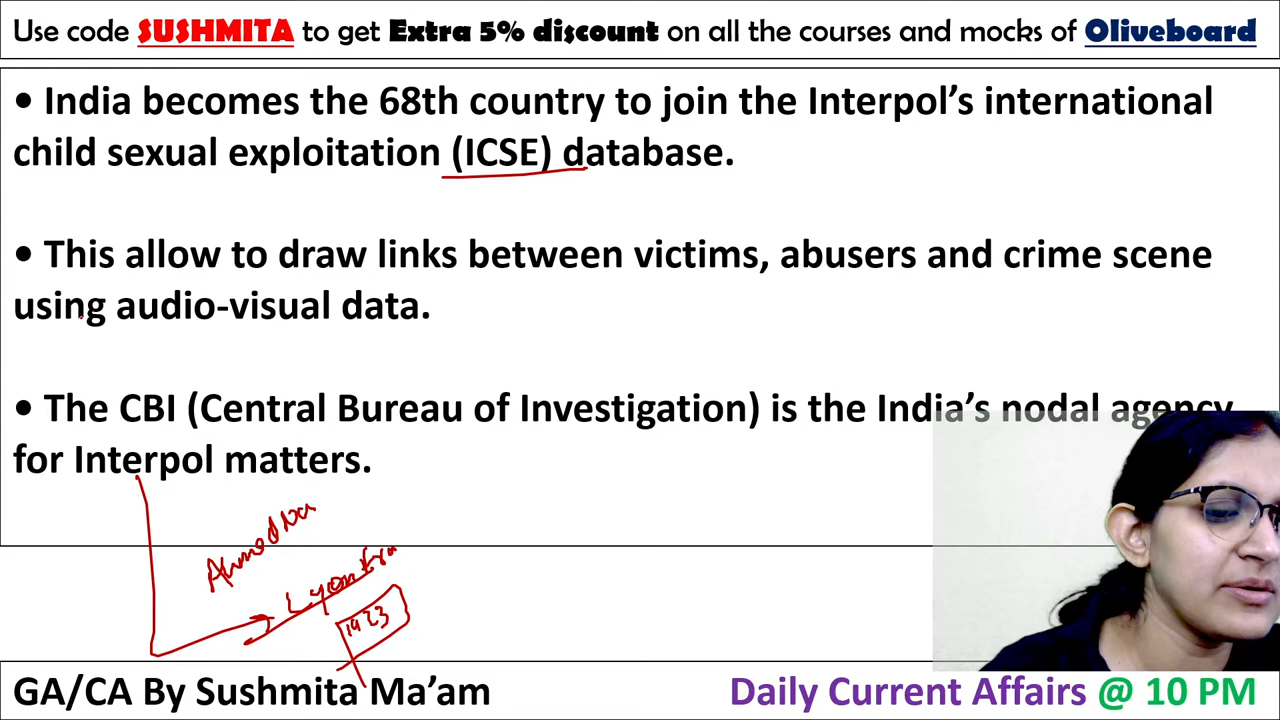 Use code SUSHMITA to get Extra 5% discount on all the courses and mocks of Oliveboard
• India becomes the 68th country to join the Interpol’s international
child sexual exploitation (ICSE) database.
• This allow to draw links between victims, abusers and crime scene
using audio-visual data.
• The CBI (Central Bureau of Investigation) is the India’s nodal agency
for Interpol matters.
1923
GA/CA By Sushmita Ma’am
Daily Current Affairs @ 10 PM